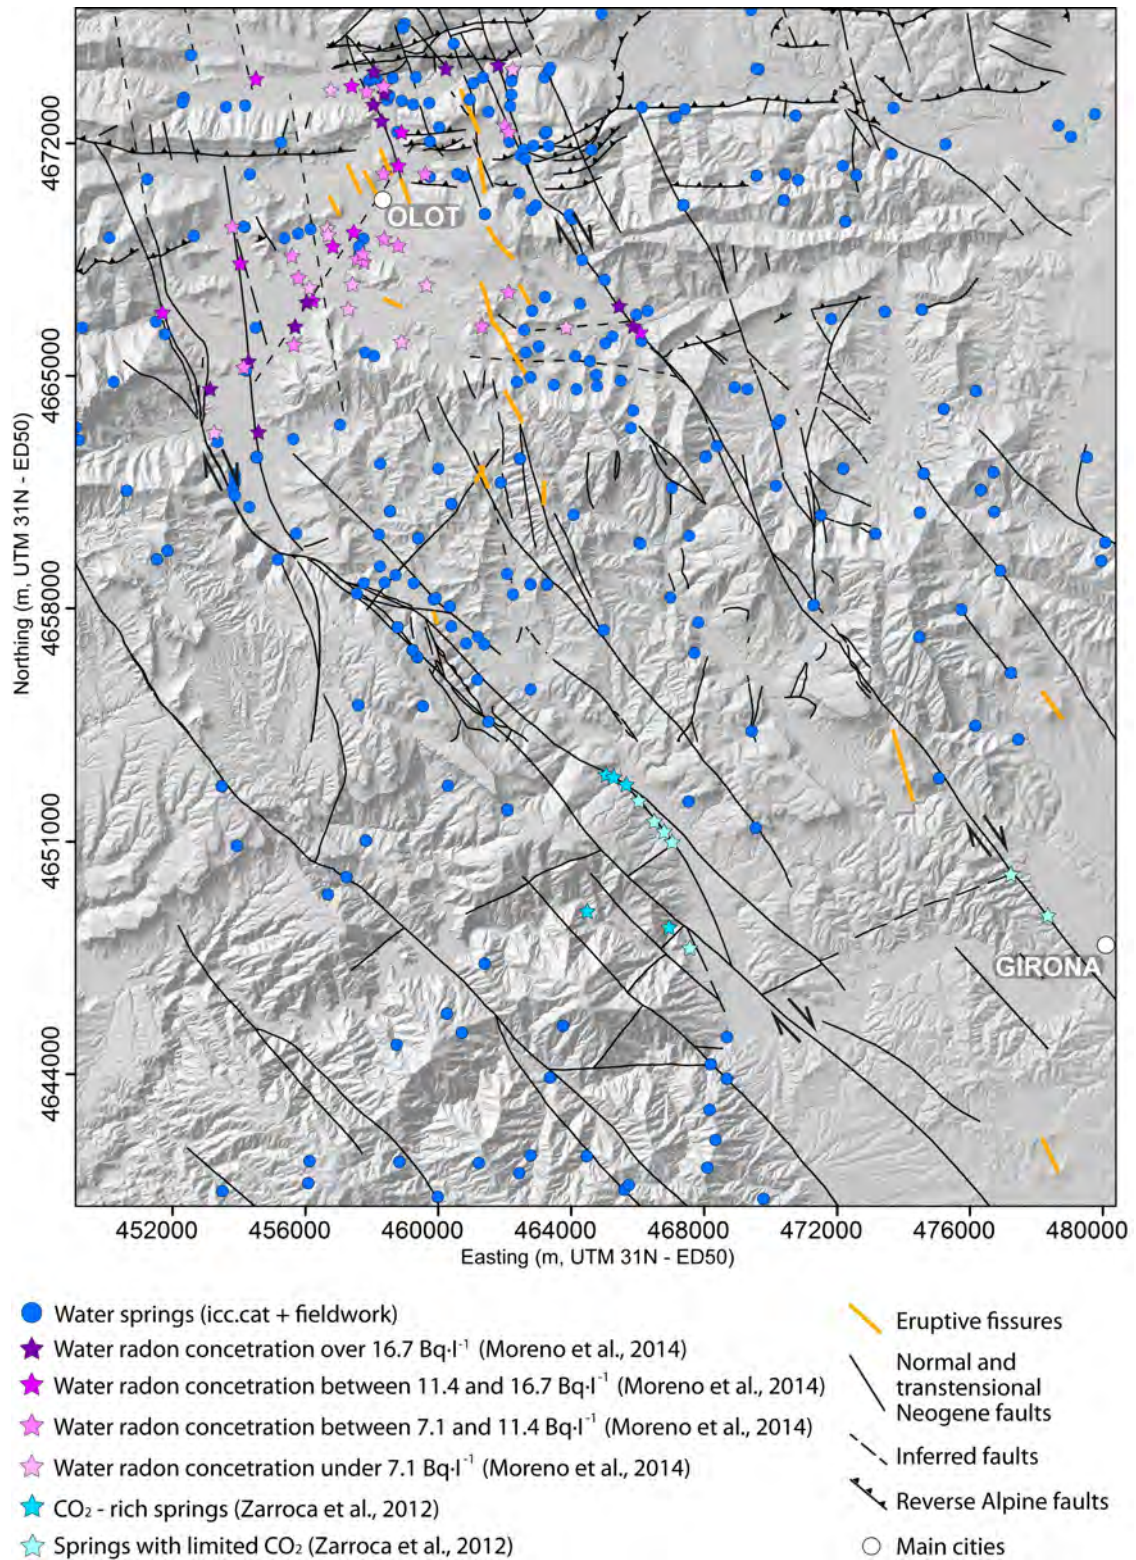 4672000
OLOT
4665000
Northing (m, UTM 31N - ED50)
4658000
4651000
GIRONA
4644000
452000 456000 460000 464000 468000 472000 476000 480000
Easting (m, UTM 31N - ED50)
Water springs (icc.cat + fieldwork)
Water radon concetration over 16.7 Bq·l⁻¹ (Moreno et al., 2014)
Water radon concetration between 11.4 and 16.7 Bq·l⁻¹ (Moreno et al., 2014)
Water radon concetration between 7.1 and 11.4 Bq·l⁻¹ (Moreno et al., 2014)
Water radon concetration under 7.1 Bq·l⁻¹ (Moreno et al., 2014)
CO₂ - rich springs (Zarroca et al., 2012)
Springs with limited CO₂ (Zarroca et al., 2012)
Eruptive fissures
Normal and
transtensional
Neogene faults
Inferred faults
Reverse Alpine faults
Main cities